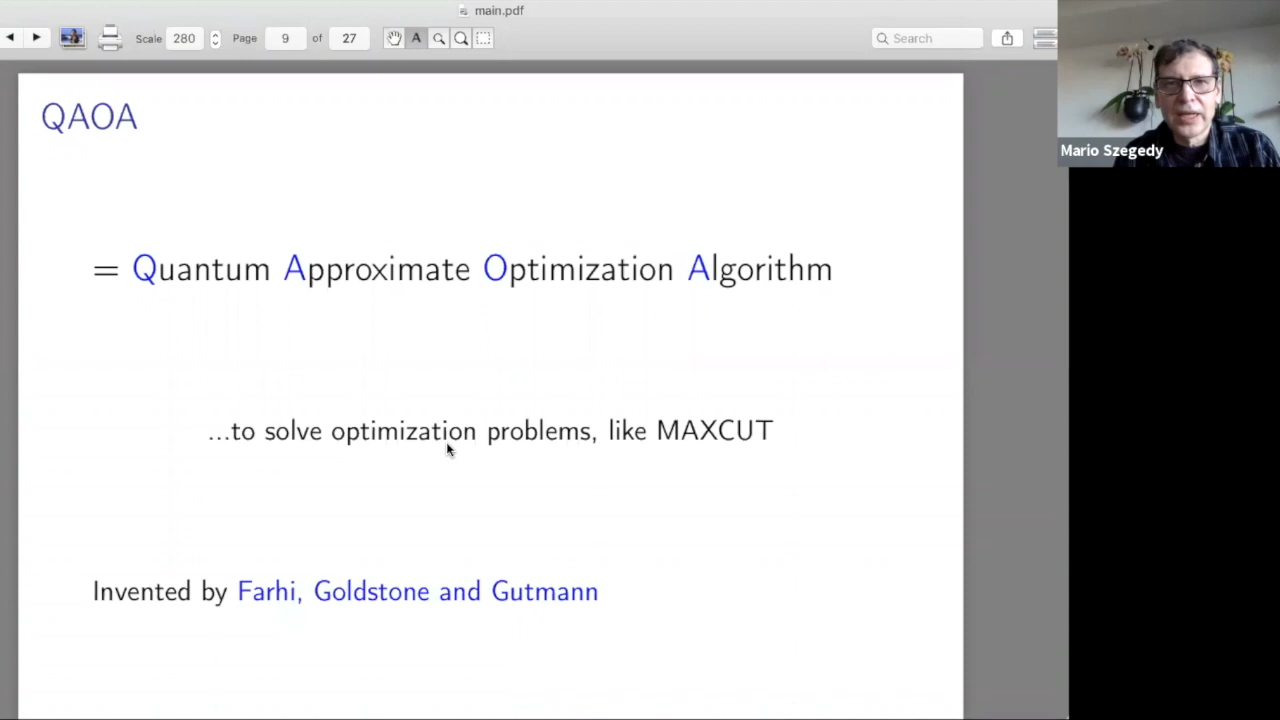 main.pdf
Scale 280 Page 9 of 27 A Search
Mario Szegedy
QAOA
= Quantum Approximate Optimization Algorithm
...to solve optimization problems, like MAXCUT
Invented by Farhi, Goldstone and Gutmann